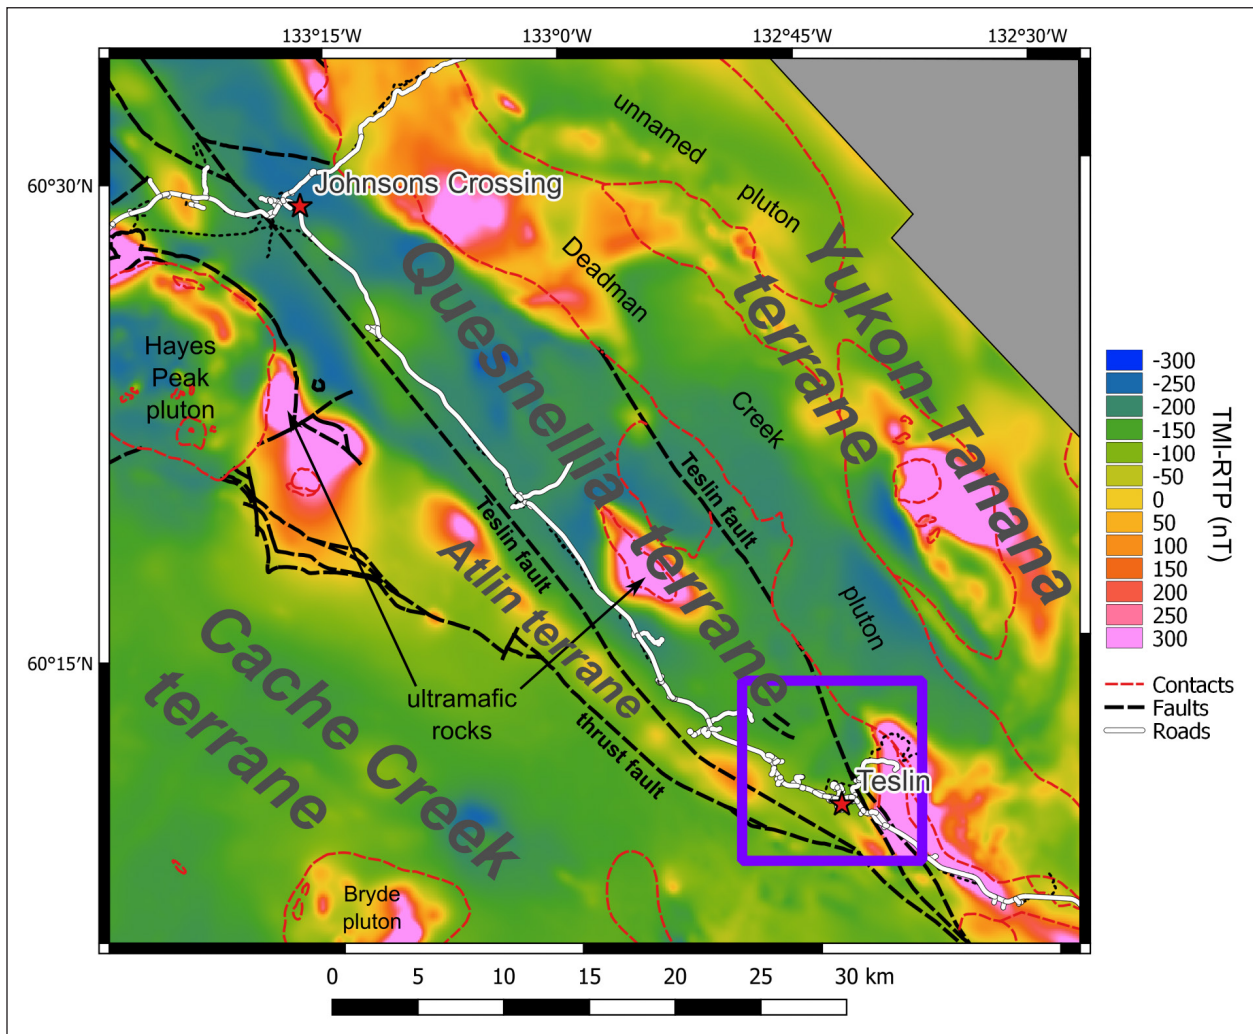 133°15'W
133°0'W
132°45'W
132°30'W
60°30'N
60°15'N
unnamed
pluton
Johnsons Crossing
Deadman
Creek
pluton
Yukon-Tanana
terrane
Quesnellia
terrane
Hayes
Peak
pluton
Teslin fault
Teslin fault
Atlin terrane
Cache Creek
terrane
ultramafic
rocks
thrust fault
Teslin
Bryde
pluton
-300
-250
-200
-150
-100
-50
0
50
100
150
200
250
300
TMI-RTP (nT)
Contacts
Faults
Roads
0 5 10 15 20 25 30 km